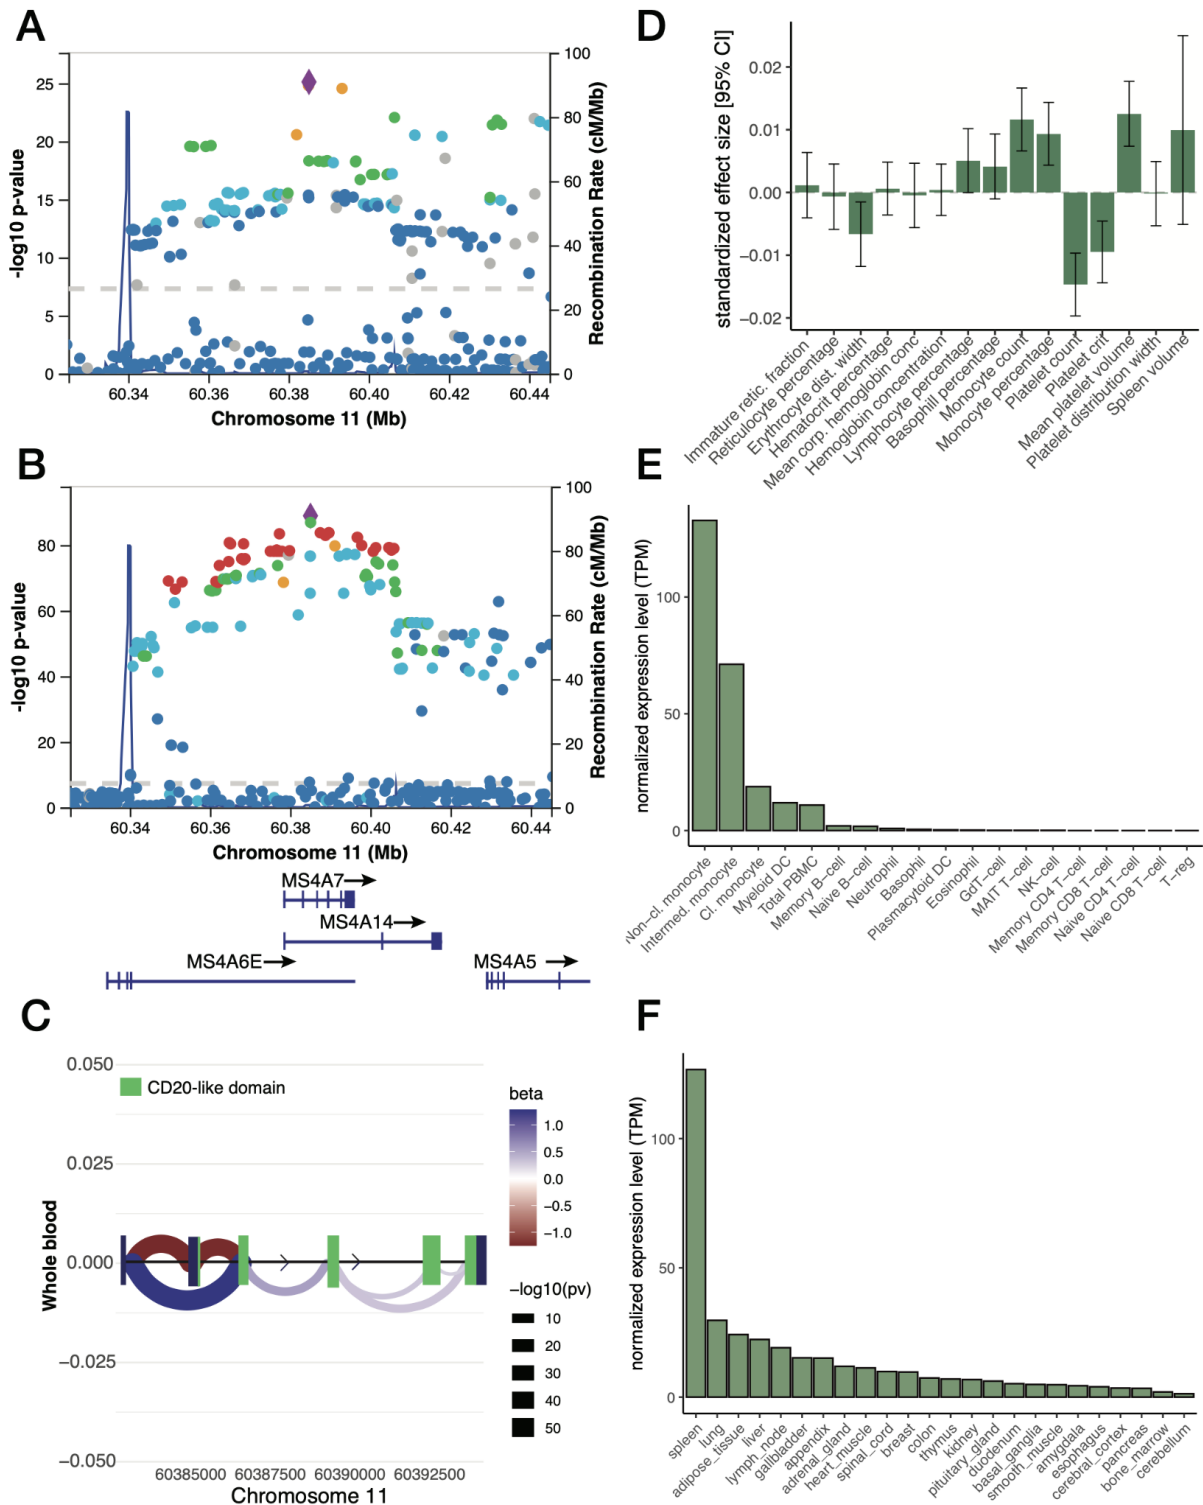 A
25
20
15
10
5
0
-log10 p-value
100
80
60
40
20
0
Recombination Rate (cM/Mb)
60.34
60.36
60.38
60.40
60.42
60.44
Chromosome 11 (Mb)
B
80
60
40
20
0
-log10 p-value
100
80
60
40
20
0
Recombination Rate (cM/Mb)
60.34
60.36
60.38
60.40
60.42
60.44
Chromosome 11 (Mb)
MS4A7
MS4A14
MS4A6E
MS4A5
C
0.050
0.025
0.000
−0.025
−0.050
Whole blood
CD20-like domain
60385000
60387500
60390000
60392500
Chromosome 11
beta
1.0
0.5
0.0
−0.5
−1.0
−log10(pv)
10
20
30
40
50
D
standardized effect size [95% CI]
0.02
0.01
0.00
−0.01
−0.02
Immature retic. fraction
Reticulocyte percentage
Erythrocyte dist. width
Hematocrit percentage
Mean corp. hemoglobin conc
Hemoglobin concentration
Lymphocyte percentage
Basophill percentage
Monocyte count
Monocyte percentage
Platelet count
Platelet crit
Mean platelet volume
Platelet distribution width
Spleen volume
E
normalized expression level (TPM)
100
50
0
Non−cl. monocyte
Intermed. monocyte
Cl. monocyte
Myeloid DC
Total PBMC
Memory B−cell
Naive B−cell
Neutrophil
Basophil
Plasmacytoid DC
Eosinophil
GdT−cell
MAIT T−cell
NK−cell
Memory CD4 T−cell
Memory CD8 T−cell
Naive CD4 T−cell
Naive CD8 T−cell
T−reg
F
normalized expression level (TPM)
100
50
0
spleen
lung
adipose_tissue
liver
lymph_node
gallbladder
appendix
adrenal_gland
heart_muscle
spinal_cord
breast
colon
thymus
kidney
pituitary_gland
duodenum
basal_ganglia
smooth_muscle
amygdala
esophagus
cerebral_cortex
pancreas
bone_marrow
cerebellum